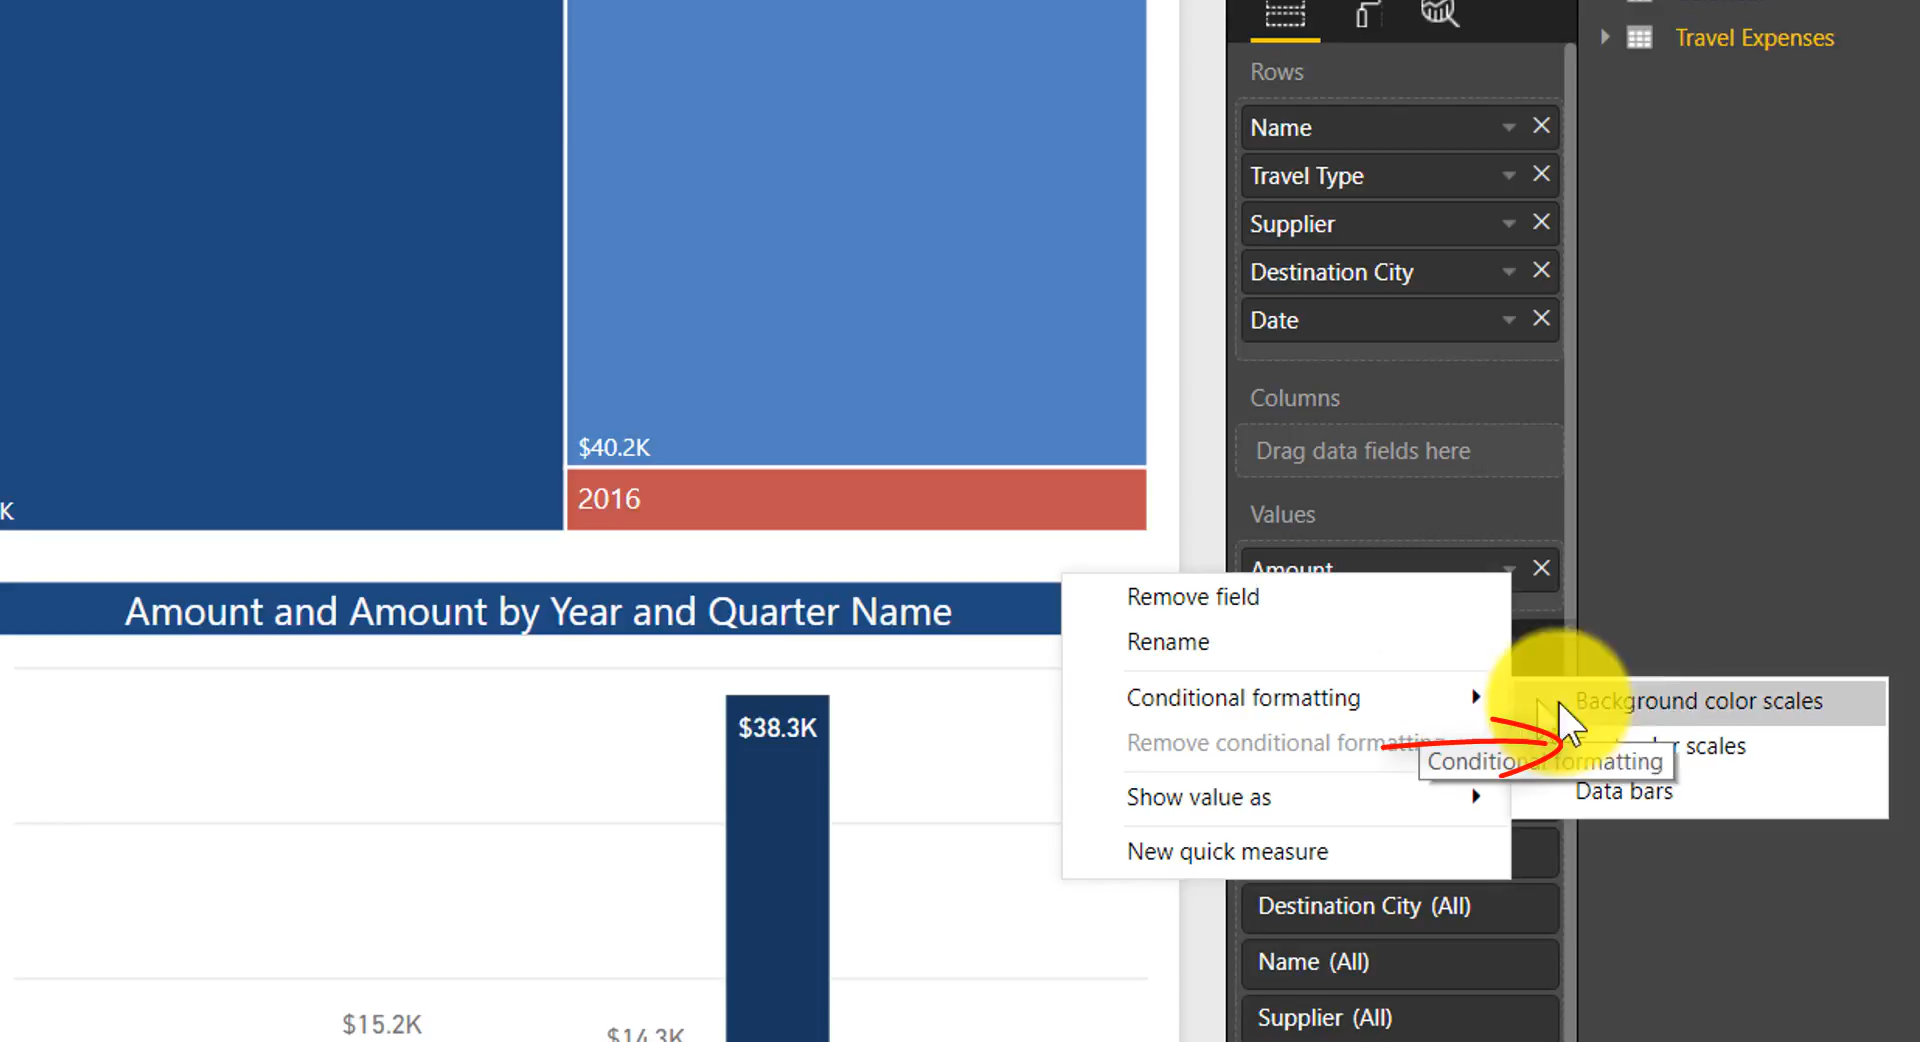 Travel Expenses
Rows
Name
Travel Type
Supplier
Destination City
Date
Columns
Drag data fields here
Values
Amount
$40.2K
2016
K
Amount and Amount by Year and Quarter Name
$38.3K
$15.2K
$14.3K
Remove field
Rename
Conditional formatting
Remove conditional formatting
Show value as
New quick measure
Background color scales
scales
Data bars
Conditional formatting
Destination City (All)
Name (All)
Supplier (All)